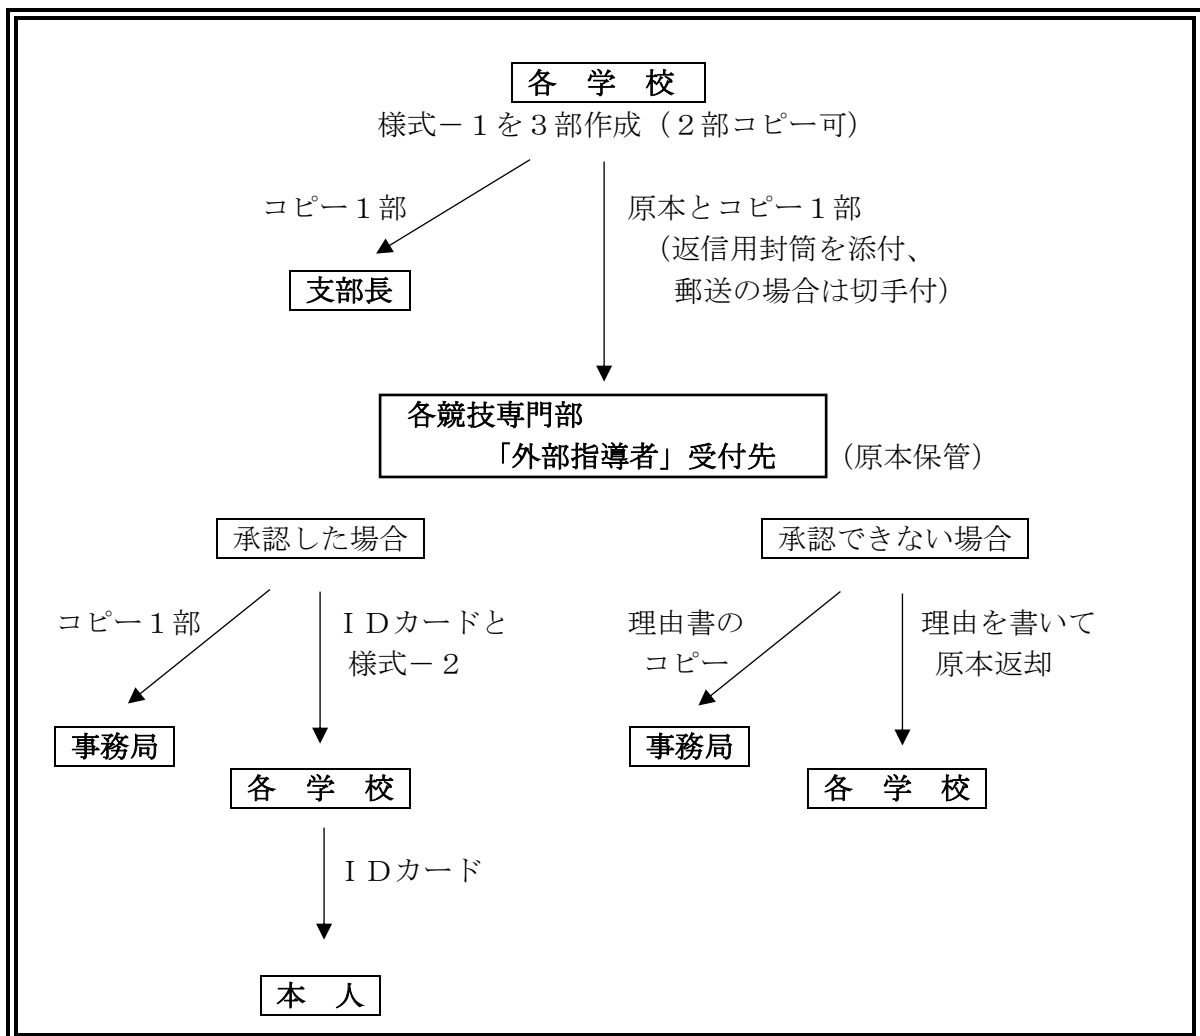 各　学　校
様式－１を３部作成（２部コピー可）
コピー１部
原本とコピー１部
（返信用封筒を添付、
郵送の場合は切手付）
支部長
各競技専門部
「外部指導者」受付先
（原本保管）
承認した場合
承認できない場合
コピー１部
ＩＤカードと
様式－２
理由書の
コピー
理由を書いて
原本返却
事務局
各　学　校
事務局
各　学　校
ＩＤカード
本　人